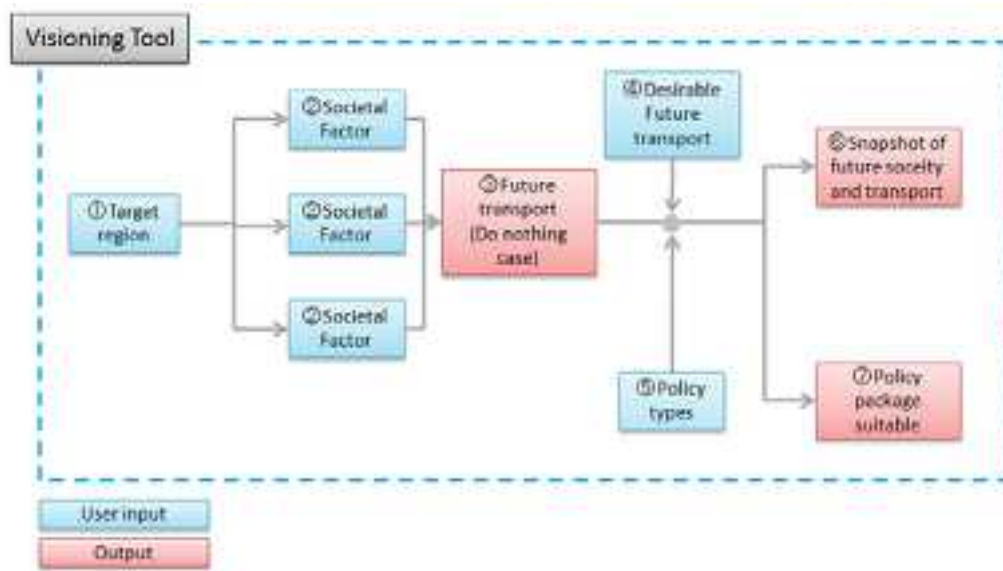 Visioning Tool
①Target
region
②Societal
Factor
②Societal
Factor
②Societal
Factor
③Future
transport
(Do nothing
case)
④Desirable
Future
transport
⑤Policy
types
⑥Snapshot of
future soceity
and transport
⑦Policy
package
suitable
User input
Output